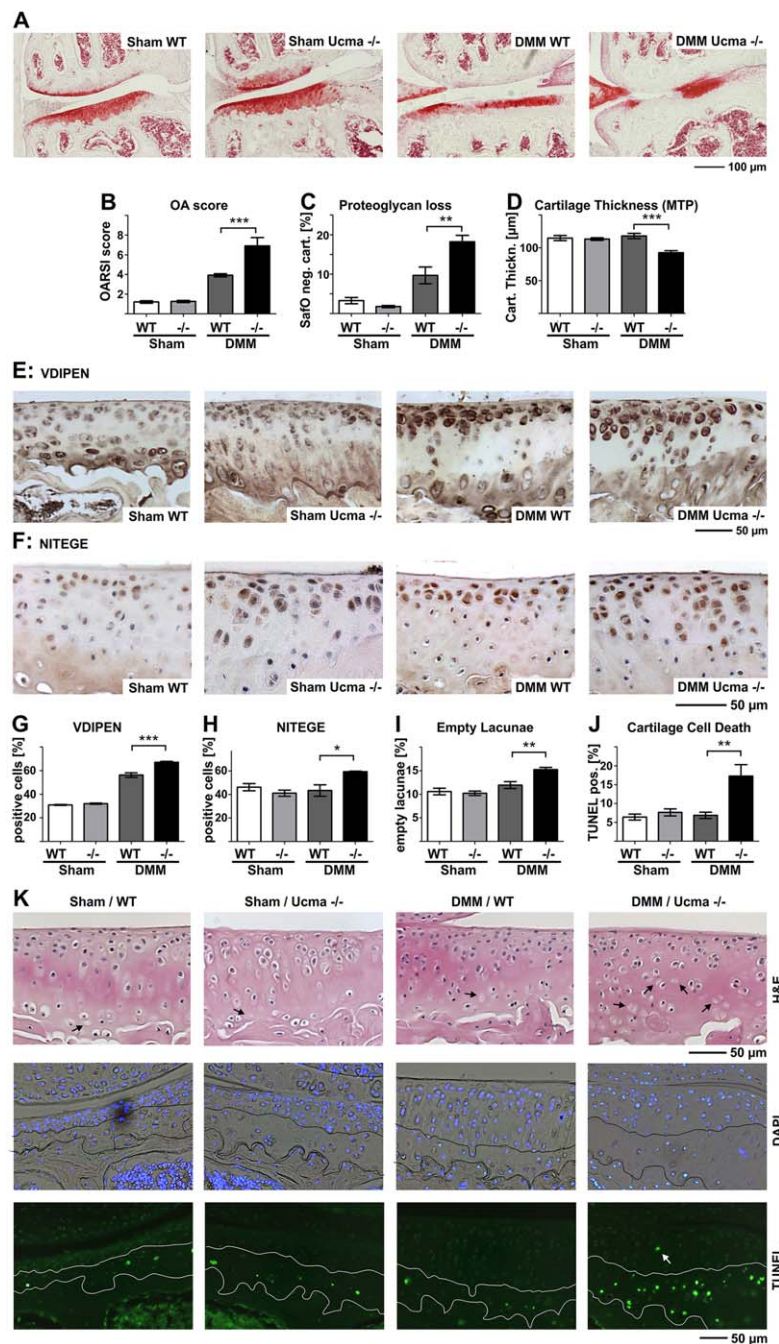 A
Sham WT
Sham Ucma -/-
DMM WT
DMM Ucma -/-
100 µm
B
OA score
OARSI score
8
6
4
2
***
WT
-/-
WT
-/-
Sham
DMM
C
Proteoglycan loss
SafO neg. cart. [%]
20
10
**
WT
-/-
WT
-/-
Sham
DMM
D
Cartilage Thickness (MTP)
Cart. Thickn. [µm]
100
50
***
WT
-/-
WT
-/-
Sham
DMM
E: VDIPEN
Sham WT
Sham Ucma -/-
DMM WT
DMM Ucma -/-
50 µm
F: NITEGE
Sham WT
Sham Ucma -/-
DMM WT
DMM Ucma -/-
50 µm
G
VDIPEN
positive cells [%]
60
40
20
***
WT
-/-
WT
-/-
Sham
DMM
H
NITEGE
positive cells [%]
60
40
20
*
WT
-/-
WT
-/-
Sham
DMM
I
Empty Lacunae
empty lacunae [%]
15
10
5
**
WT
-/-
WT
-/-
Sham
DMM
J
Cartilage Cell Death
TUNEL pos. [%]
20
15
10
5
**
WT
-/-
WT
-/-
Sham
DMM
K
Sham / WT
Sham / Ucma -/-
DMM / WT
DMM / Ucma -/-
H&E
50 µm
DAPI
TUNEL
50 µm